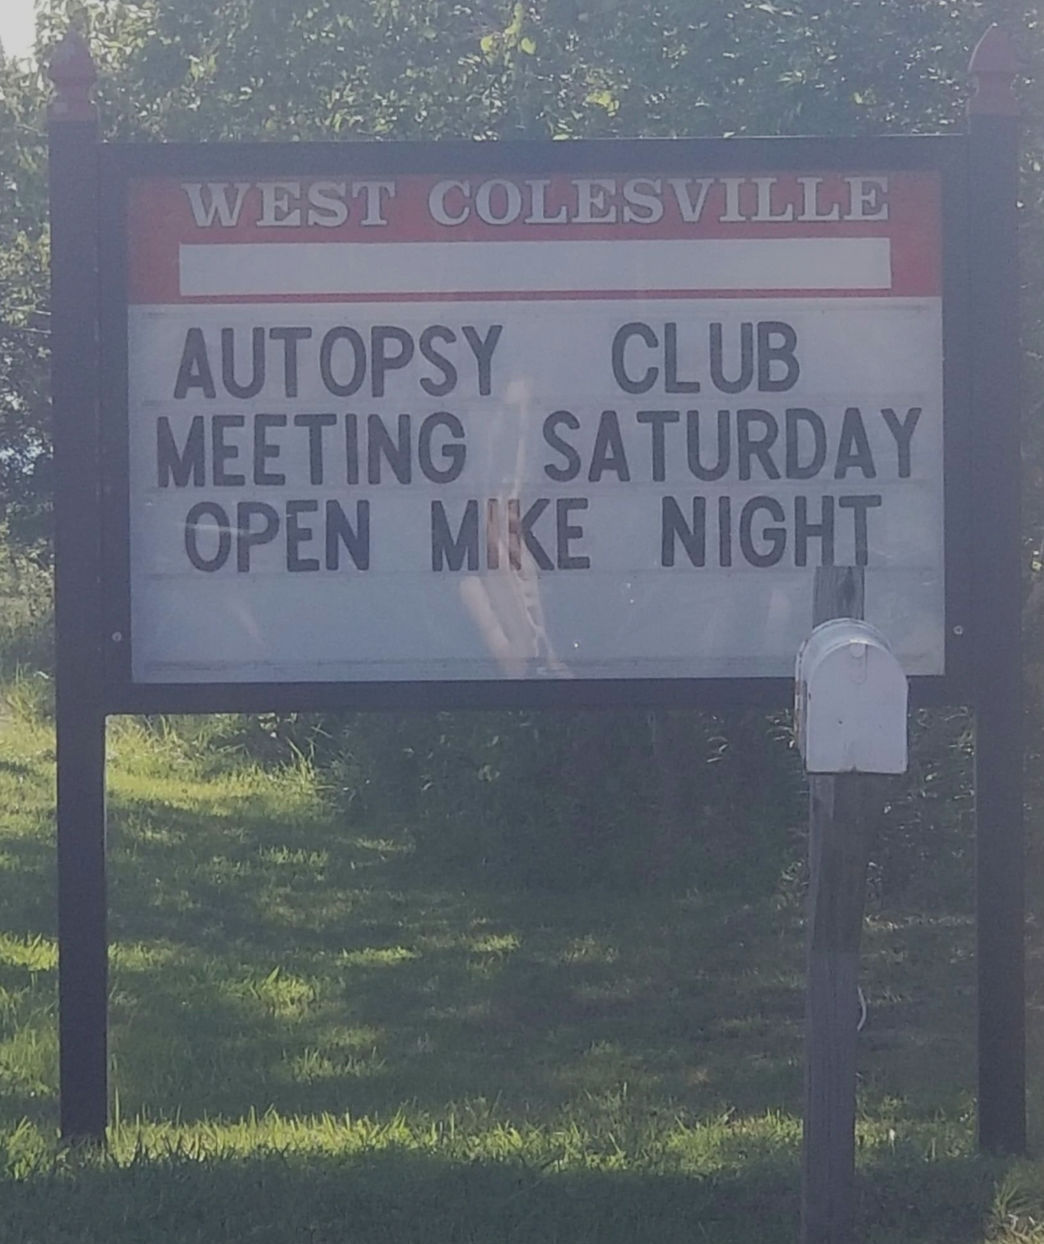 WEST COLESVILLE
AUTOPSY CLUB
MEETING SATURDAY
OPEN MIKE NIGHT